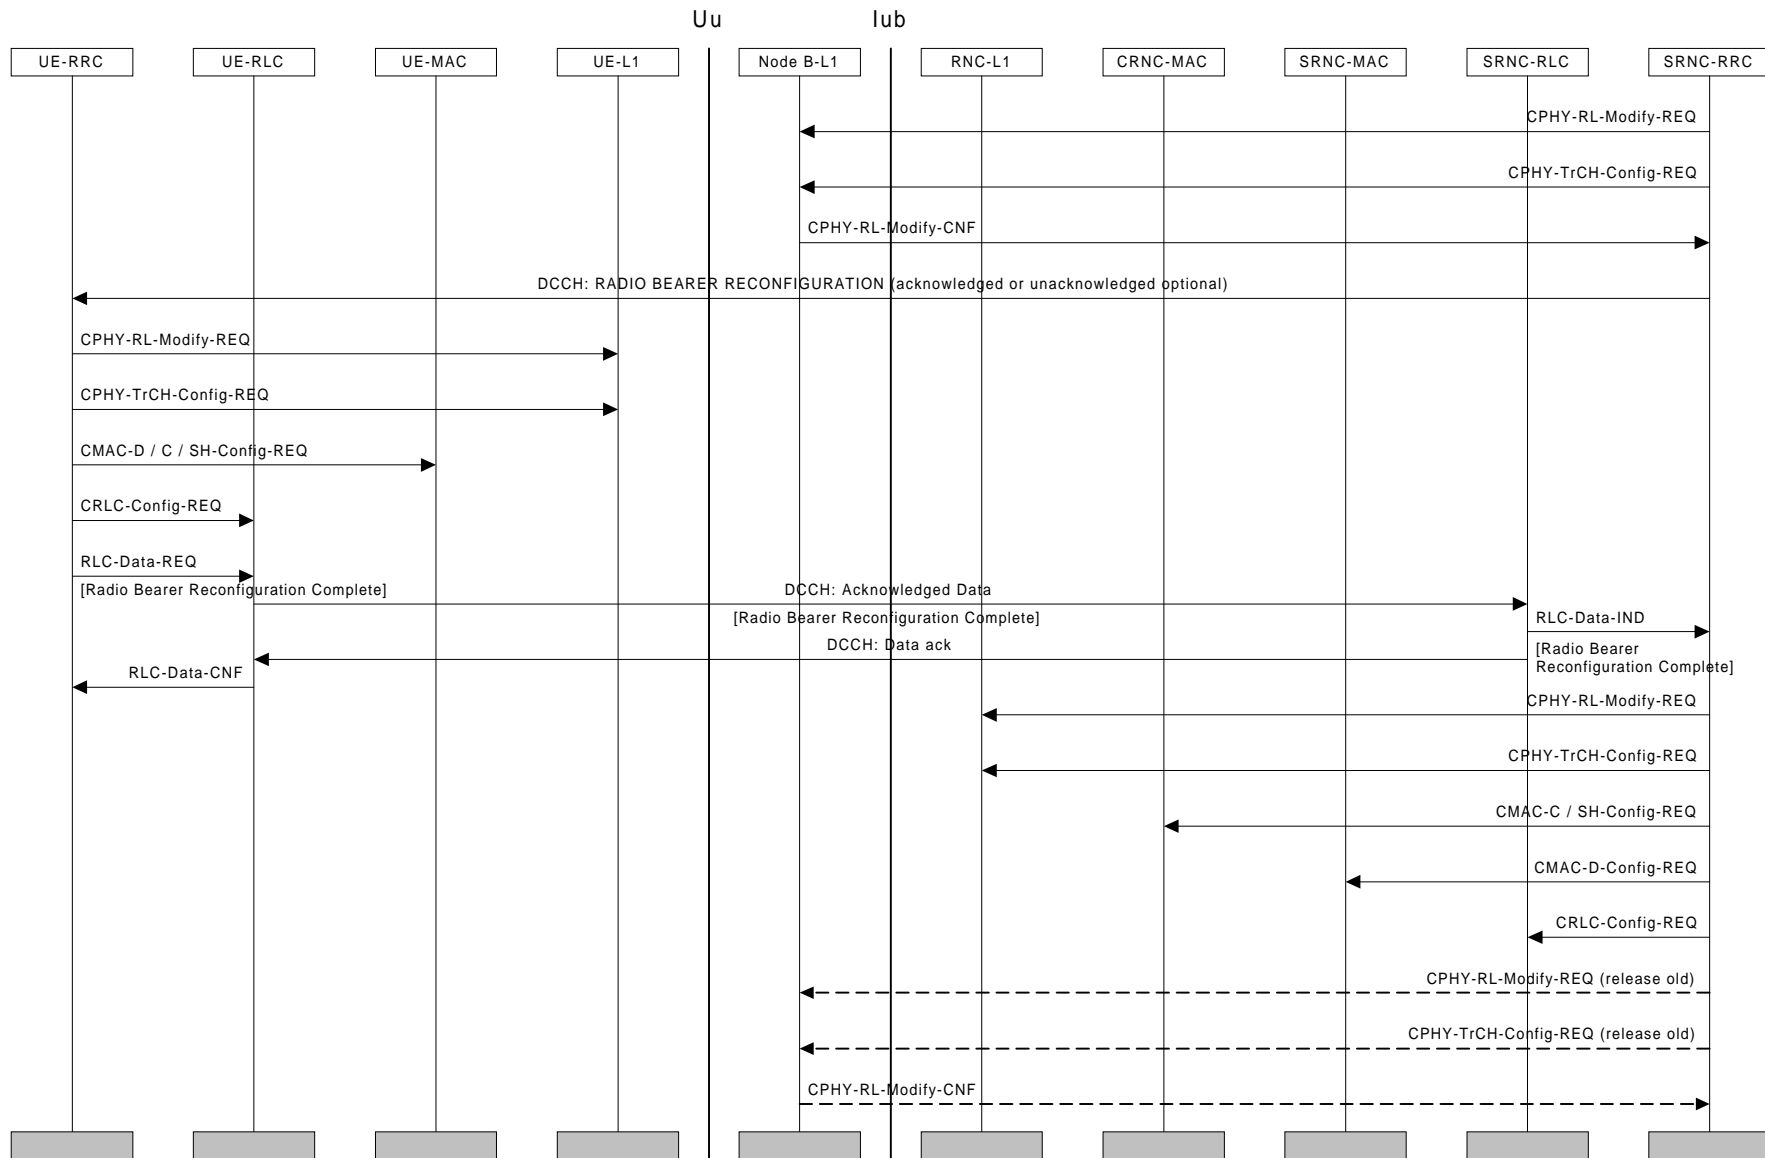 Uu
Iub
UE-RRC
UE-RLC
UE-MAC
UE-L1
Node B-L1
RNC-L1
CRNC-MAC
SRNC-MAC
SRNC-RLC
SRNC-RRC
CPHY-RL-Modify-REQ
CPHY-TrCH-Config-REQ
CPHY-RL-Modify-CNF
DCCH: RADIO BEARER RECONFIGURATION (acknowledged or unacknowledged optional)
CPHY-RL-Modify-REQ
CPHY-TrCH-Config-REQ
CMAC-D / C / SH-Config-REQ
CRLC-Config-REQ
RLC-Data-REQ
[Radio Bearer Reconfiguration Complete]
DCCH: Acknowledged Data
[Radio Bearer Reconfiguration Complete]
RLC-Data-IND
[Radio Bearer
Reconfiguration Complete]
DCCH: Data ack
RLC-Data-CNF
CPHY-RL-Modify-REQ
CPHY-TrCH-Config-REQ
CMAC-C / SH-Config-REQ
CMAC-D-Config-REQ
CRLC-Config-REQ
CPHY-RL-Modify-REQ (release old)
CPHY-TrCH-Config-REQ (release old)
CPHY-RL-Modify-CNF